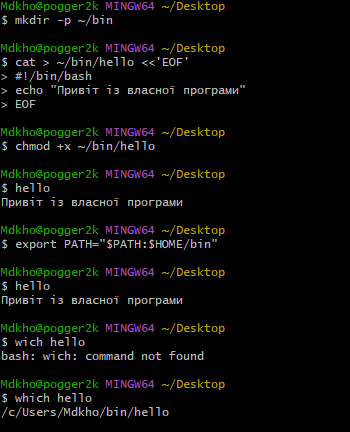 Mdkho@pogger2k MINGW64 ~/Desktop
$ mkdir -p ~/bin
Mdkho@pogger2k MINGW64 ~/Desktop
$ cat > ~/bin/hello <<'EOF'
> #!/bin/bash
> echo "Привіт із власної програми"
> EOF
Mdkho@pogger2k MINGW64 ~/Desktop
$ chmod +x ~/bin/hello
Mdkho@pogger2k MINGW64 ~/Desktop
$ hello
Привіт із власної програми
Mdkho@pogger2k MINGW64 ~/Desktop
$ export PATH="$PATH:$HOME/bin"
Mdkho@pogger2k MINGW64 ~/Desktop
$ hello
Привіт із власної програми
Mdkho@pogger2k MINGW64 ~/Desktop
$ wich hello
bash: wich: command not found
Mdkho@pogger2k MINGW64 ~/Desktop
$ which hello
/c/Users/Mdkho/bin/hello